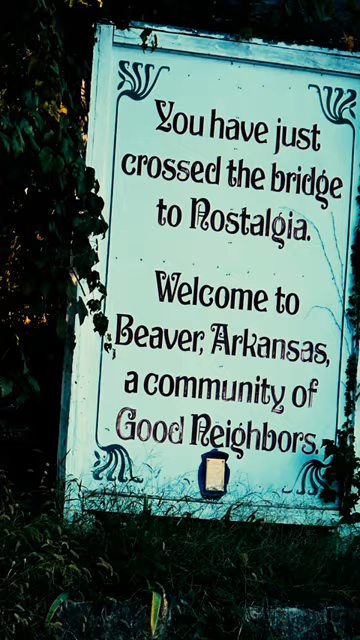 You have just
crossed the bridge
to Nostalgia.
Welcome to
Beaver, Arkansas,
a community of
Good Neighbors.